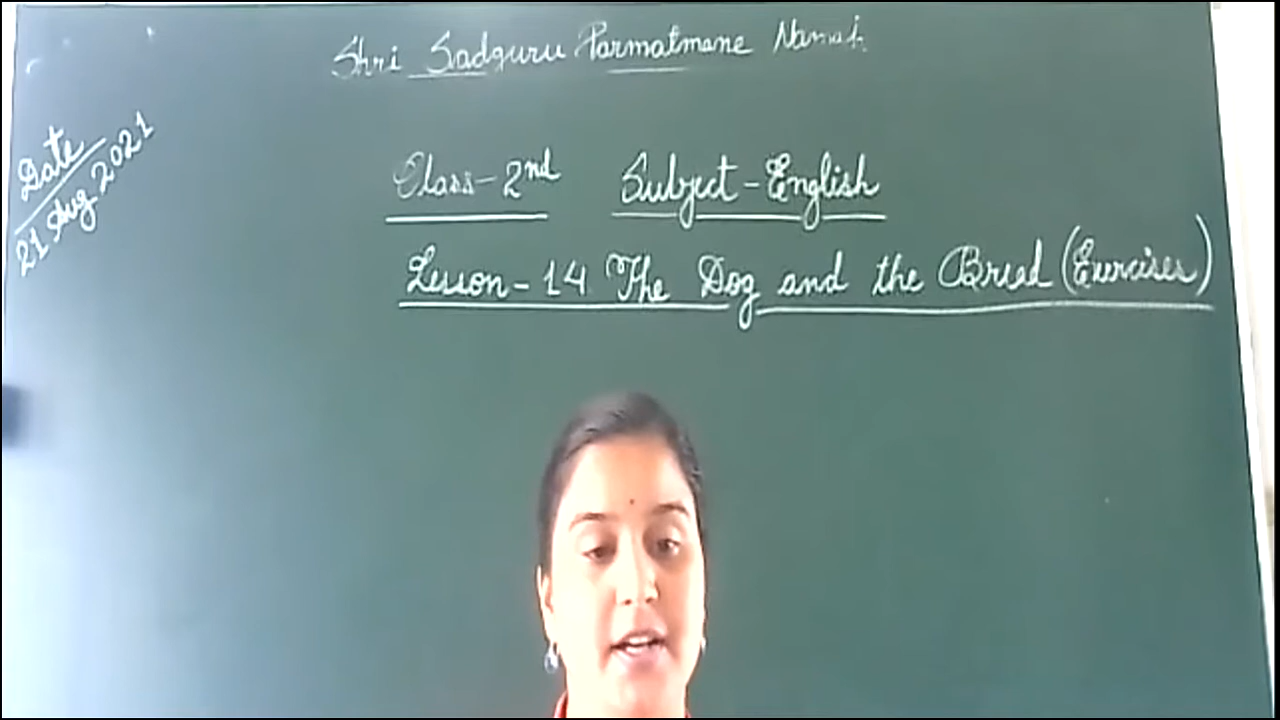 Shri Sadguru Parmatmane Namah
Date
21 Aug 2021
Class-2nd Subject-English
Lesson-14 The Dog and the Bread (Exercises)